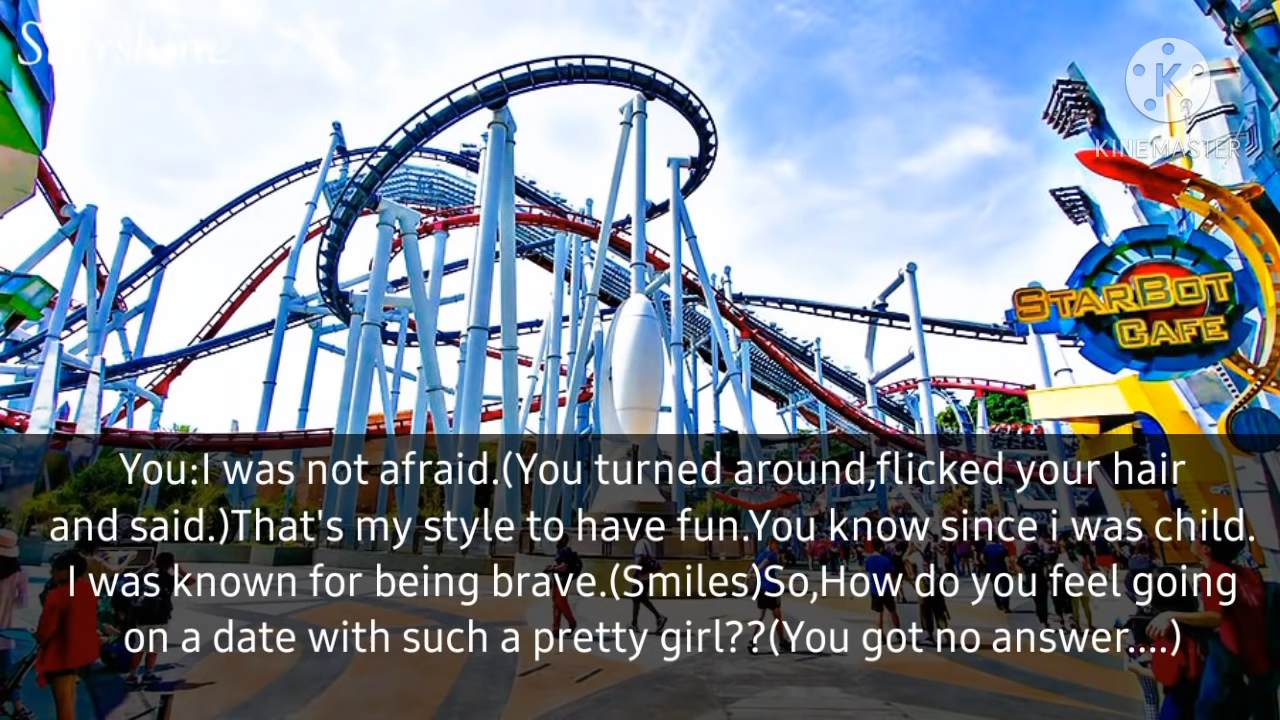 K
KINEMASTER
STARBOT
CAFE
You:I was not afraid.(You turned around,flicked your hair
and said.)That's my style to have fun.You know since i was child.
I was known for being brave.(Smiles)So,How do you feel going
on a date with such a pretty girl??(You got no answer....)